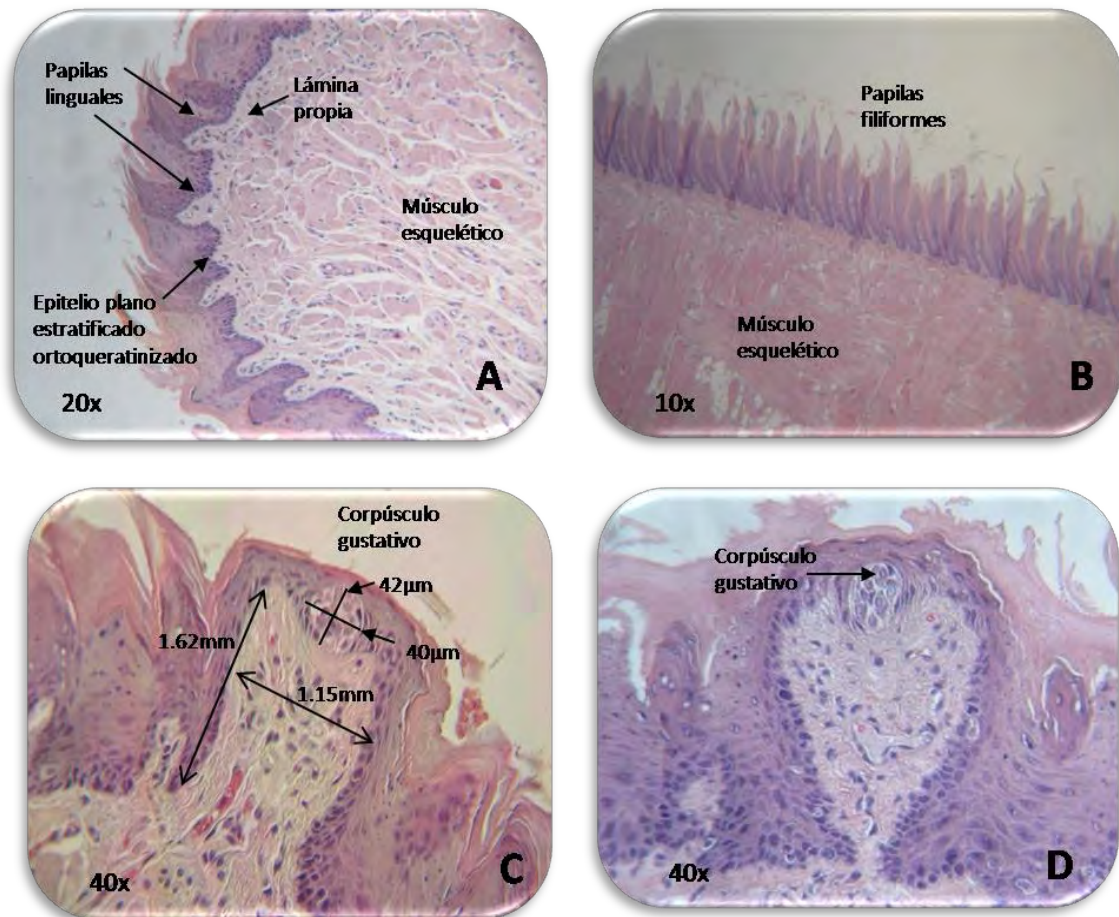 Papilas
linguales
Lámina
propia
Músculo
esquelético
Epitelio plano
estratificado
ortoqueratinizado
A
20x
Papilas
filiformes
Músculo
esquelético
B
10x
Corpúsculo
gustativo
42µm
1.62mm
40µm
1.15mm
C
40x
Corpúsculo
gustativo
D
40x